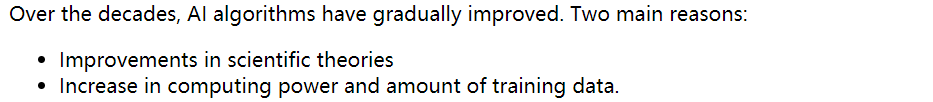 Over the decades, AI algorithms have gradually improved. Two main reasons:
• Improvements in scientific theories
• Increase in computing power and amount of training data.